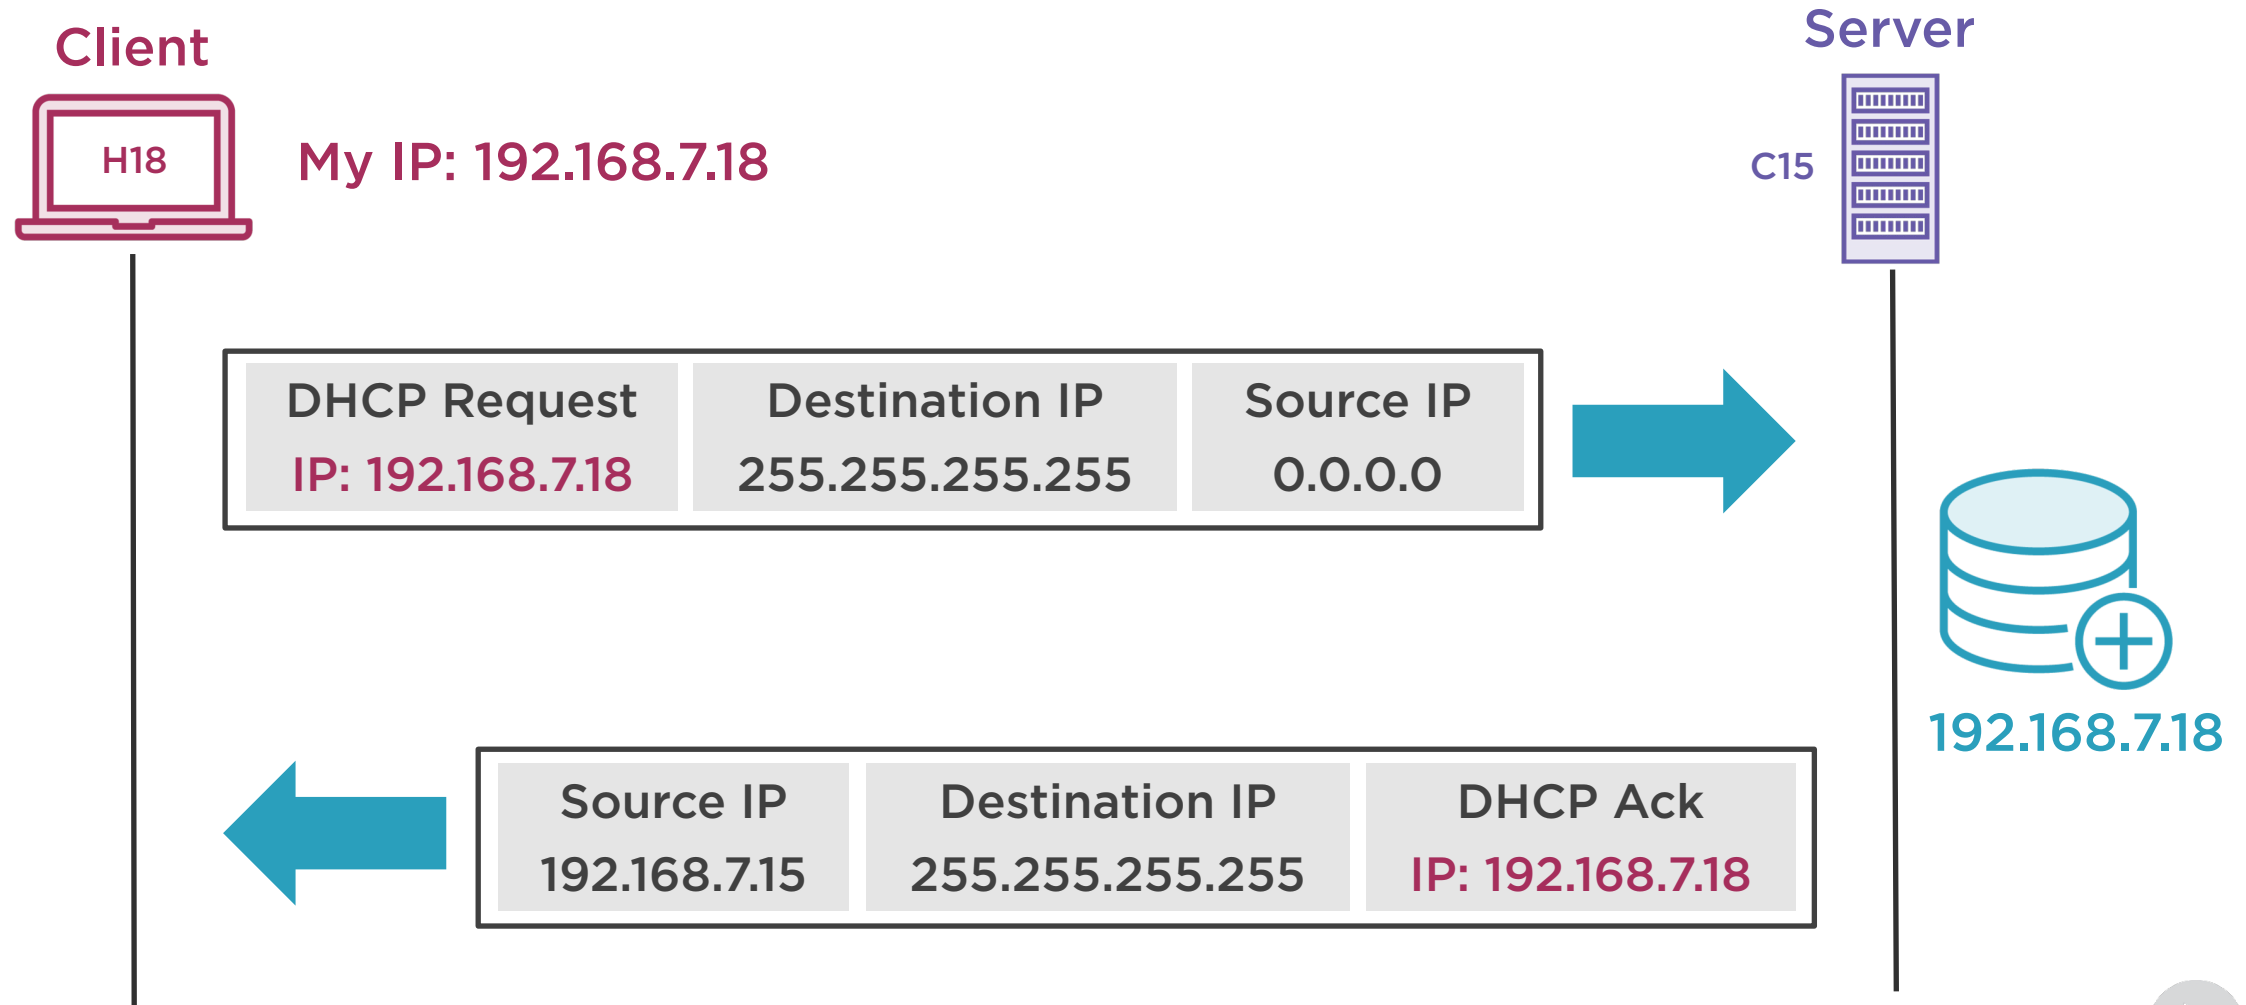 Client
Server
H18
My IP: 192.168.7.18
C15
DHCP Request
IP: 192.168.7.18
Destination IP
255.255.255.255
Source IP
0.0.0.0
192.168.7.18
Source IP
192.168.7.15
Destination IP
255.255.255.255
DHCP Ack
IP: 192.168.7.18